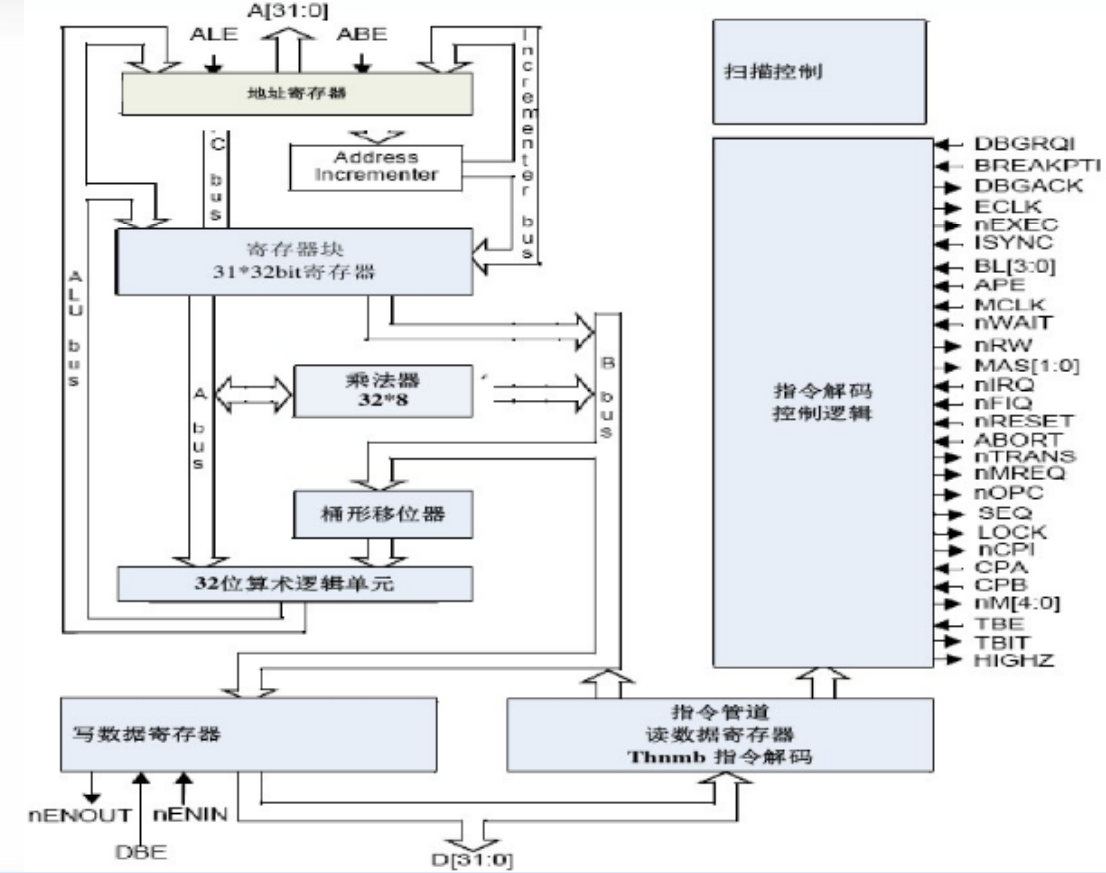 A[31:0]
ALE
ABE
地址寄存器
Incrementer bus
C bus
Address
Incrementer
寄存器块
31*32bit寄存器
ALU bus
A bus
B bus
乘法器
32*8
桶形移位器
32位算术逻辑单元
写数据寄存器
nENOUT
nENIN
DBE
D[31:0]
指令管道
读数据寄存器
Thnmb 指令解码
扫描控制
指令解码
控制逻辑
DBGRQI
BREAKPTI
DBGACK
ECLK
nEXEC
ISYNC
BL[3:0]
APE
MCLK
nWAIT
nRW
MAS[1:0]
nIRQ
nFIQ
nRESET
ABORT
nTRANS
nMREQ
nOPC
SEQ
LOCK
nCPI
CPA
CPB
nM[4:0]
TBE
TBIT
HIGHZ